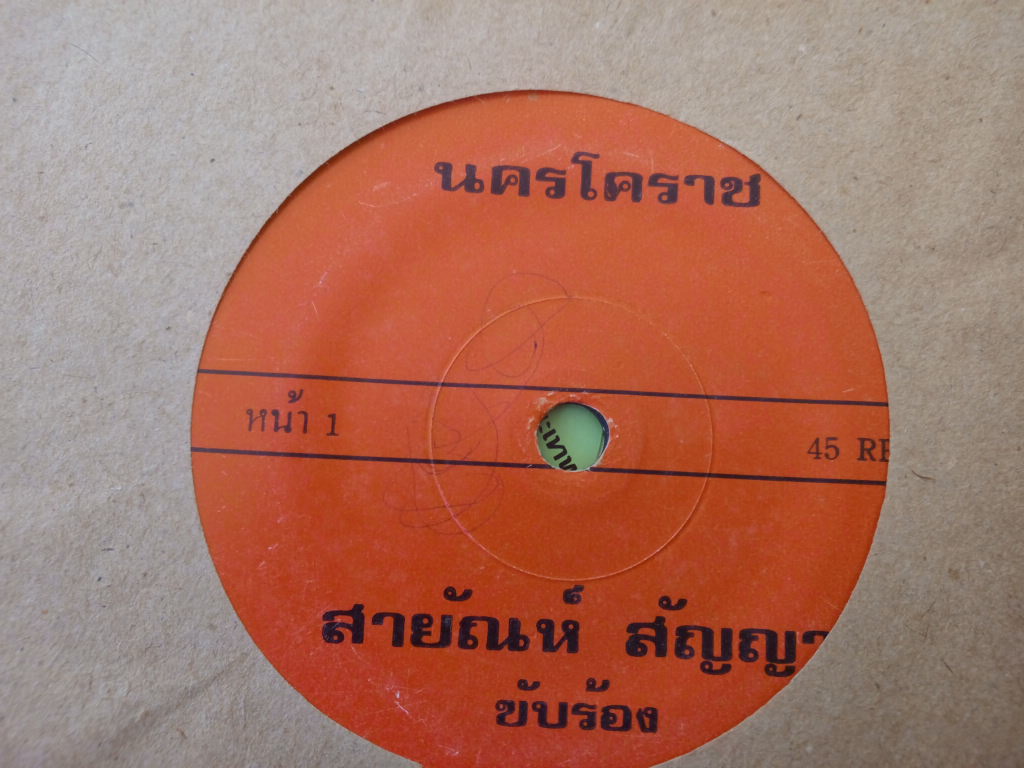 นครโคราช
หน้า 1
45 RE
สายัณห์ สัญญา
ขับร้อง